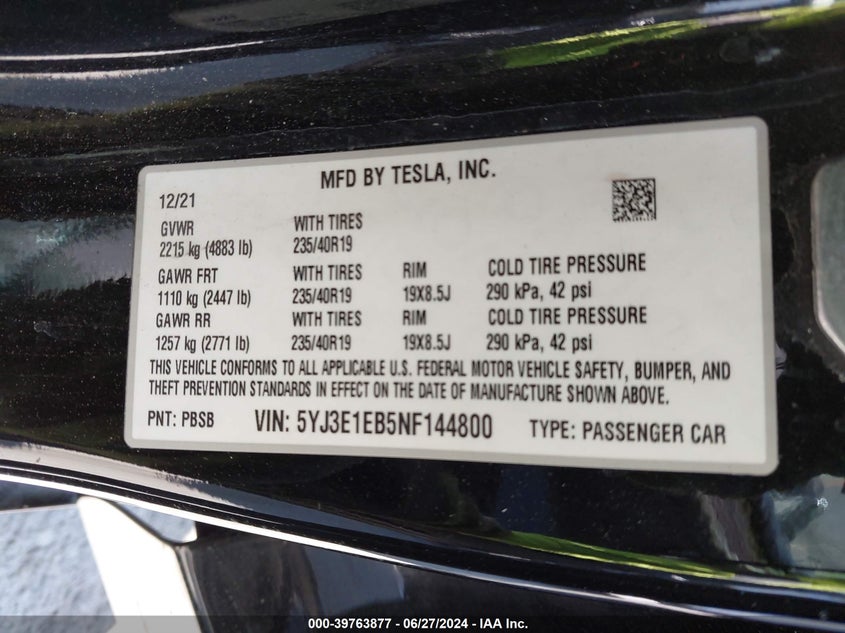 MFD BY TESLA, INC.
12/21
GVWR WITH TIRES
2215 kg (4883 lb) 235/40R19
GAWR FRT WITH TIRES RIM COLD TIRE PRESSURE
1110 kg (2447 lb) 235/40R19 19X8.5J 290 kPa, 42 psi
GAWR RR WITH TIRES RIM COLD TIRE PRESSURE
1257 kg (2771 lb) 235/40R19 19X8.5J 290 kPa, 42 psi
THIS VEHICLE CONFORMS TO ALL APPLICABLE U.S. FEDERAL MOTOR VEHICLE SAFETY, BUMPER, AND
THEFT PREVENTION STANDARDS IN EFFECT ON THE DATE OF MANUFACTURE SHOWN ABOVE.
PNT: PBSB VIN: 5YJ3E1EB5NF144800 TYPE: PASSENGER CAR
000-39763877 - 06/27/2024 - IAA Inc.